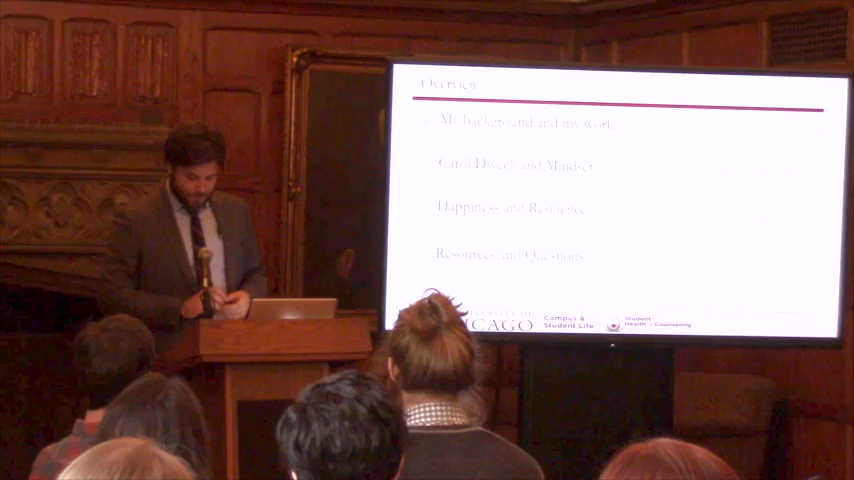 Overview
My background and my work
Carol Dweck and Mindset
Happiness and Resilience
Resources and Questions
CHICAGO
Campus &
Student Life
Student
Health
Counseling